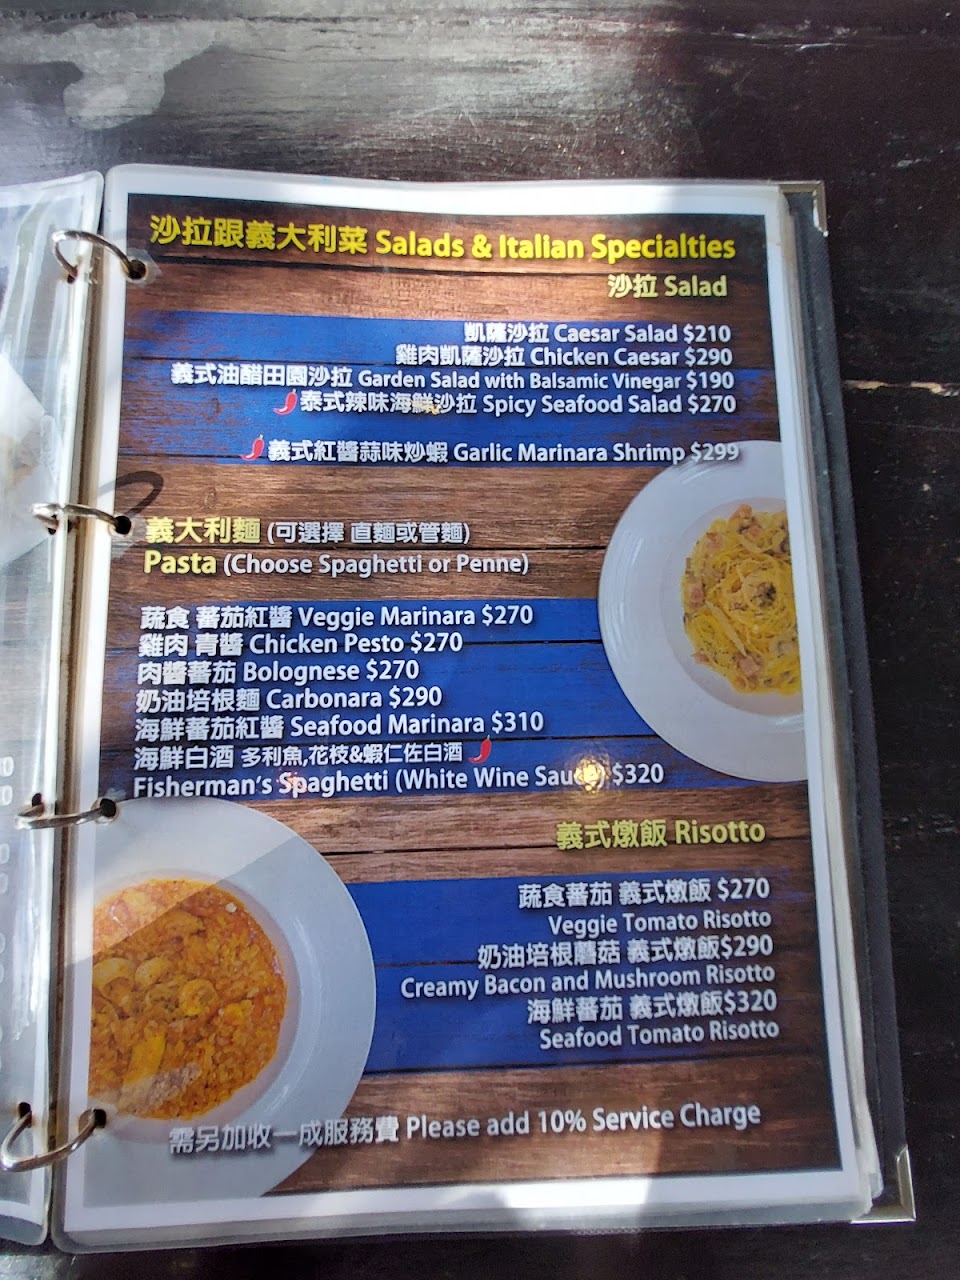 沙拉跟義大利菜 Salads & Italian Specialties
沙拉 Salad
凱薩沙拉 Caesar Salad $210
雞肉凱薩沙拉 Chicken Caesar $290
義式油醋田園沙拉 Garden Salad with Balsamic Vinegar $190
泰式辣味海鮮沙拉 Spicy Seafood Salad $270
義式紅醬蒜味炒蝦 Garlic Marinara Shrimp $299
義大利麵 (可選擇 直麵或管麵)
Pasta (Choose Spaghetti or Penne)
蔬食 蕃茄紅醬 Veggie Marinara $270
雞肉 青醬 Chicken Pesto $270
肉醬蕃茄 Bolognese $270
奶油培根麵 Carbonara $290
海鮮蕃茄紅醬 Seafood Marinara $310
海鮮白酒 多利魚,花枝&蝦仁佐白酒
Fisherman's Spaghetti (White Wine Sauce) $320
義式燉飯 Risotto
蔬食蕃茄 義式燉飯 $270
Veggie Tomato Risotto
奶油培根蘑菇 義式燉飯$290
Creamy Bacon and Mushroom Risotto
海鮮蕃茄 義式燉飯$320
Seafood Tomato Risotto
需另加收一成服務費 Please add 10% Service Charge